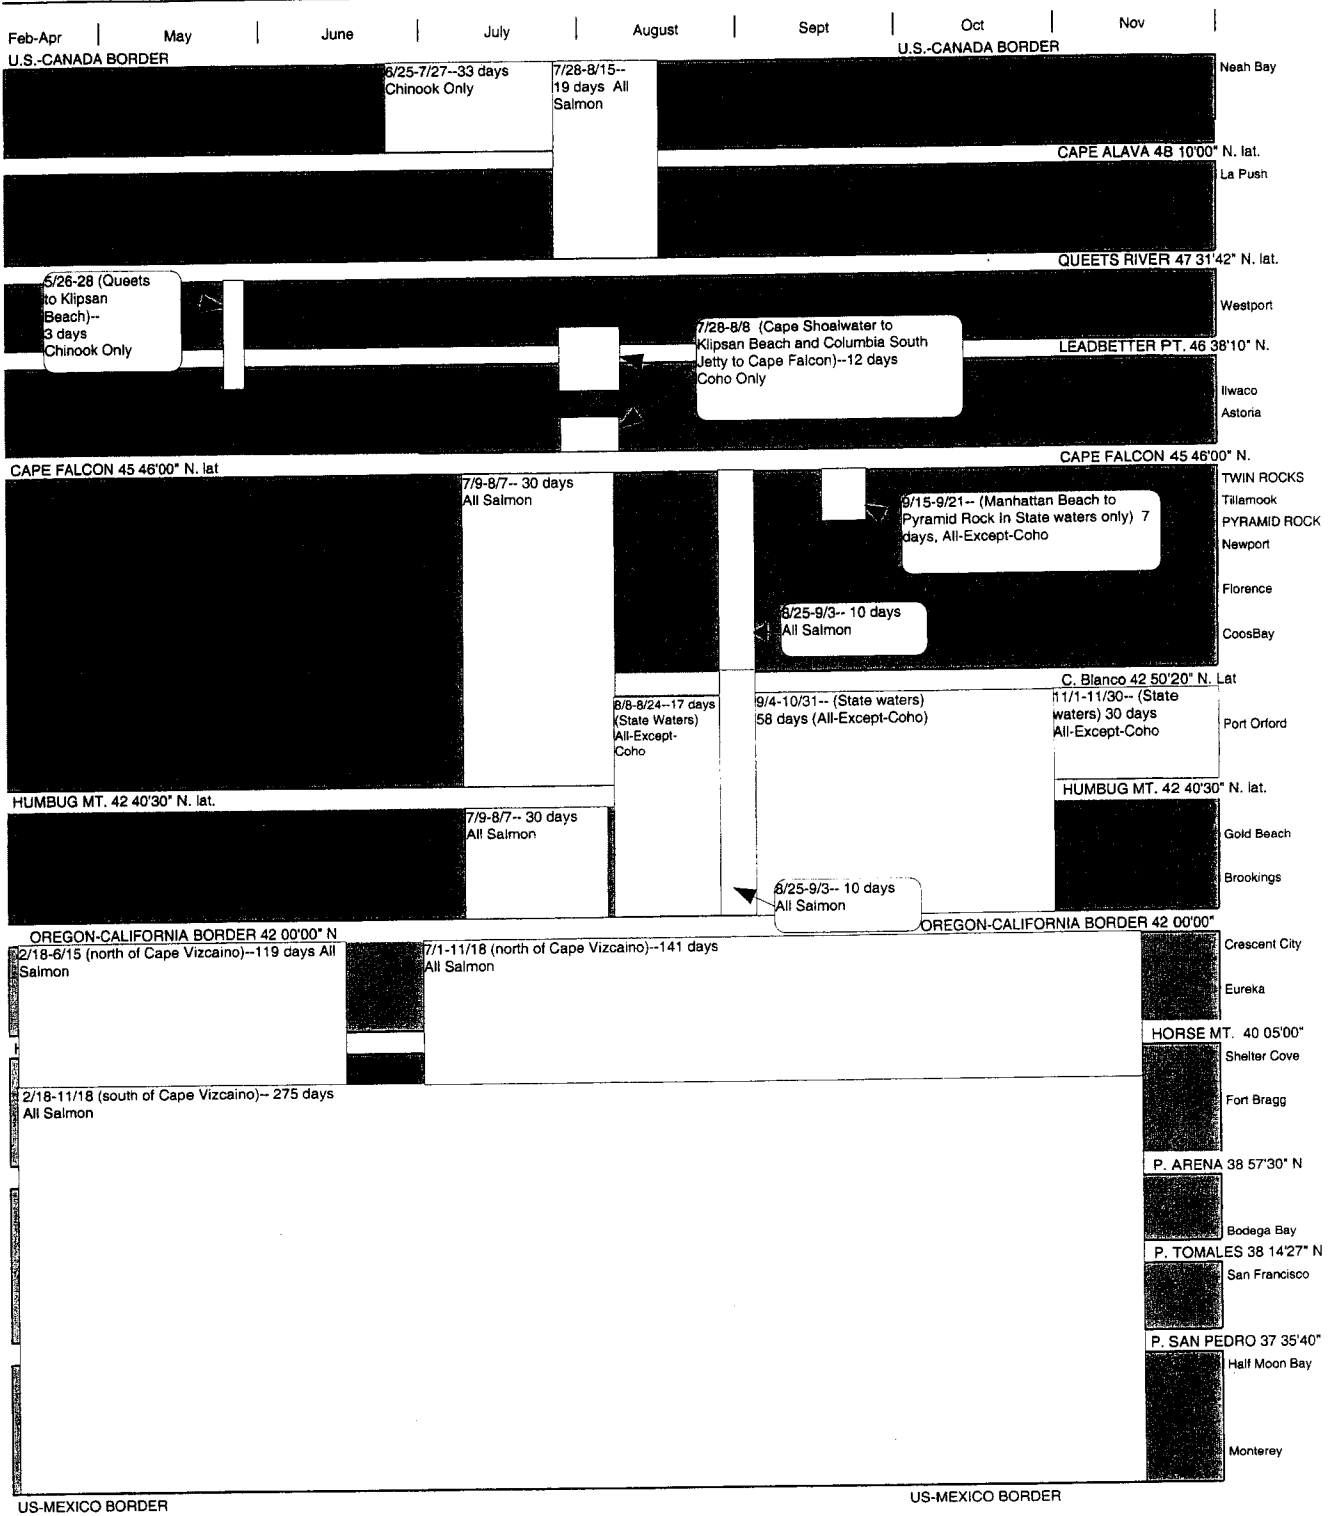 Feb-Apr | May | June | July | August | Sept | Oct | Nov |
U.S.-CANADA BORDER
U.S.-CANADA BORDER
6/25-7/27--33 days
Chinook Only
7/28-8/15--
19 days All
Salmon
Neah Bay
CAPE ALAVA 4B 10'00" N. lat.
La Push
QUEETS RIVER 47 31'42" N. lat.
5/26-28 (Queets
to Klipsan
Beach)--
3 days
Chinook Only
Westport
7/28-8/8 (Cape Shoalwater to
Klipsan Beach and Columbia South
Jetty to Cape Falcon)--12 days
Coho Only
LEADBETTER PT. 46 38'10" N.
Ilwaco
Astoria
CAPE FALCON 45 46'00" N. lat
CAPE FALCON 45 46'00" N.
7/9-8/7-- 30 days
All Salmon
TWIN ROCKS
Tillamook
PYRAMID ROCK
Newport
Florence
CoosBay
9/15-9/21-- (Manhattan Beach to
Pyramid Rock in State waters only) 7
days, All-Except-Coho
8/25-9/3-- 10 days
All Salmon
C. Blanco 42 50'20" N. Lat
8/8-8/24--17 days
(State Waters)
All-Except-
Coho
9/4-10/31-- (State waters)
58 days (All-Except-Coho)
11/1-11/30-- (State
waters) 30 days
All-Except-Coho
Port Orford
HUMBUG MT. 42 40'30" N. lat.
HUMBUG MT. 42 40'30" N. lat.
7/9-8/7-- 30 days
All Salmon
Gold Beach
Brookings
8/25-9/3-- 10 days
All Salmon
OREGON-CALIFORNIA BORDER 42 00'00" N
OREGON-CALIFORNIA BORDER 42 00'00"
2/18-6/15 (north of Cape Vizcaino)--119 days All
Salmon
7/1-11/18 (north of Cape Vizcaino)--141 days
All Salmon
Crescent City
Eureka
HORSE MT. 40 05'00"
Shelter Cove
2/18-11/18 (south of Cape Vizcaino)-- 275 days
All Salmon
Fort Bragg
P. ARENA 38 57'30" N
Bodega Bay
P. TOMALES 38 14'27" N
San Francisco
P. SAN PEDRO 37 35'40"
Half Moon Bay
Monterey
US-MEXICO BORDER
US-MEXICO BORDER